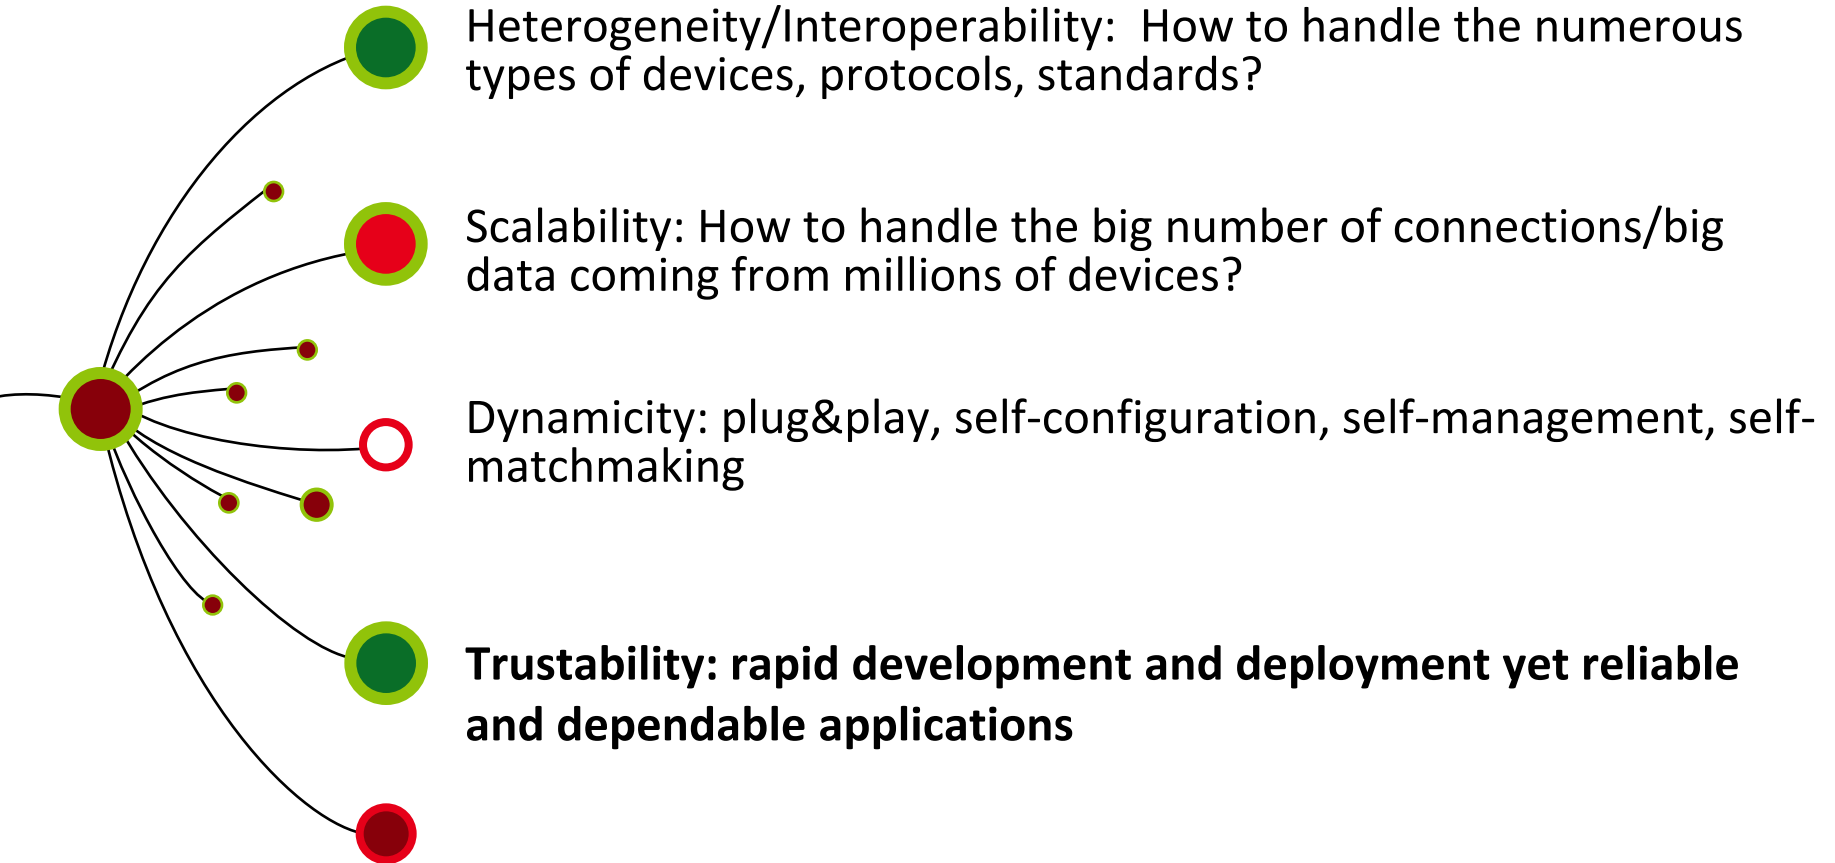 Heterogeneity/Interoperability:  How to handle the numerous
types of devices, protocols, standards?
Scalability: How to handle the big number of connections/big
data coming from millions of devices?
Dynamicity: plug&play, self-configuration, self-management, self-
matchmaking
Trustability: rapid development and deployment yet reliable
and dependable applications